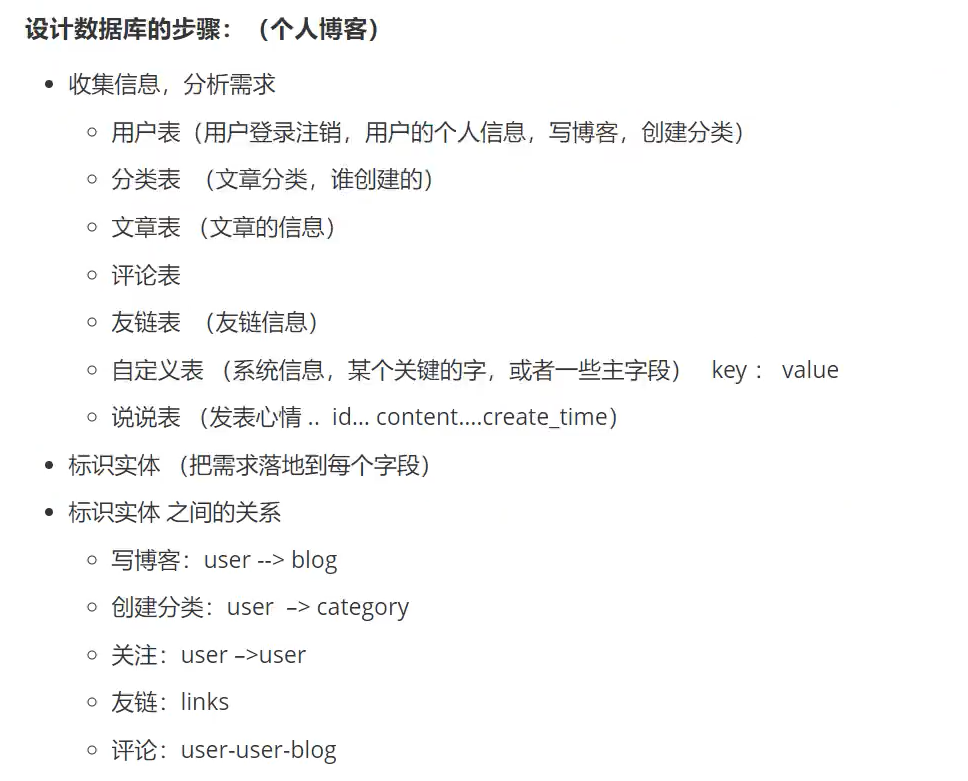 设计数据库的步骤：（个人博客）
收集信息，分析需求
用户表（用户登录注销，用户的个人信息，写博客，创建分类）
分类表 （文章分类，谁创建的）
文章表 （文章的信息）
评论表
友链表 （友链信息）
自定义表 （系统信息，某个关键的字，或者一些主字段） key ： value
说说表 （发表心情 .. id... content....create_time）
标识实体 （把需求落地到每个字段）
标识实体 之间的关系
写博客：user --> blog
创建分类：user –> category
关注：user –>user
友链：links
评论：user-user-blog